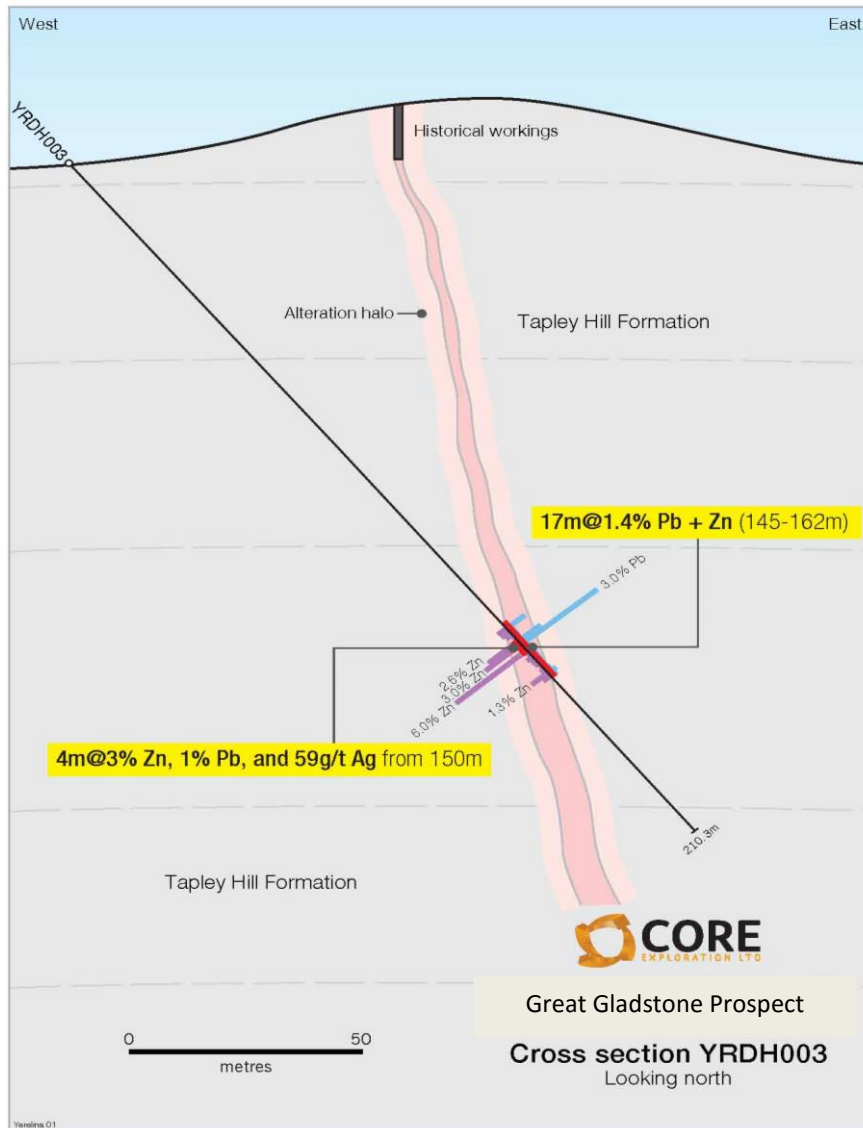 West
East
YRDH003
Historical workings
Alteration halo
Tapley Hill Formation
17m@1.4% Pb + Zn (145-162m)
3.0% Pb
2.6% Zn
3.0% Zn
6.0% Zn
1.3% Zn
4m@3% Zn, 1% Pb, and 59g/t Ag from 150m
210.3m
Tapley Hill Formation
CORE
EXPLORATION LTD
Great Gladstone Prospect
0
50
metres
Cross section YRDH003
Looking north
Yerelina 01